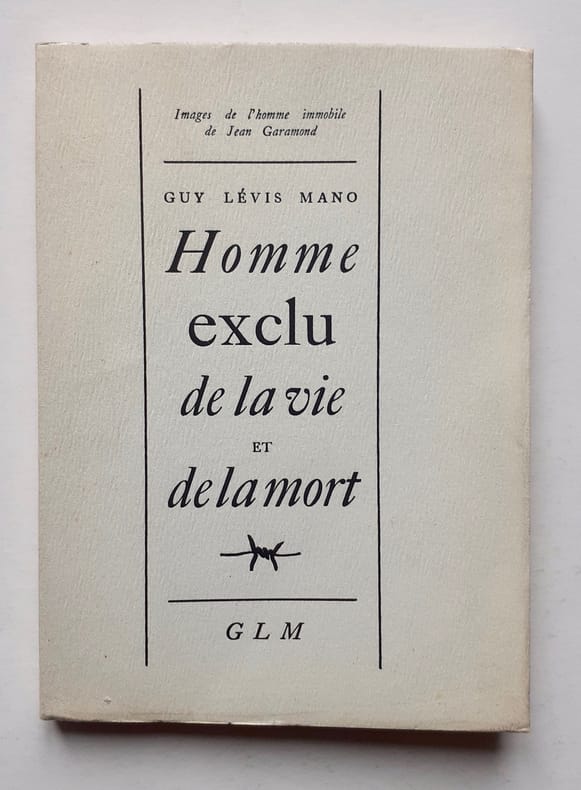 Images de l'homme immobile
de Jean Garamond
GUY LÉVIS MANO
Homme
exclu
de la vie
ET
de la mort
GLM